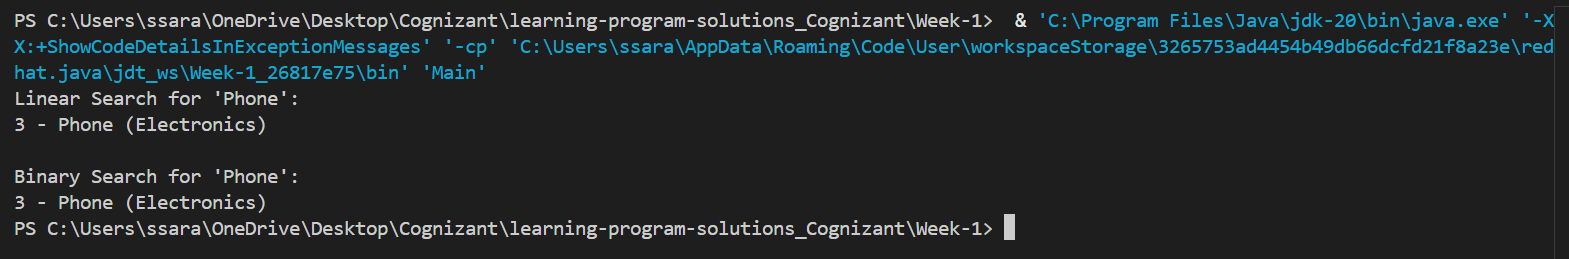 PS C:\Users\ssara\OneDrive\Desktop\Cognizant\learning-program-solutions_Cognizant\Week-1>  & 'C:\Program Files\Java\jdk-20\bin\java.exe' '-X
X:+ShowCodeDetailsInExceptionMessages' '-cp' 'C:\Users\ssara\AppData\Roaming\Code\User\workspaceStorage\3265753ad4454b49db66dcfd21f8a23e\red
hat.java\jdt_ws\Week-1_26817e75\bin' 'Main'
Linear Search for 'Phone':
3 - Phone (Electronics)

Binary Search for 'Phone':
3 - Phone (Electronics)
PS C:\Users\ssara\OneDrive\Desktop\Cognizant\learning-program-solutions_Cognizant\Week-1>